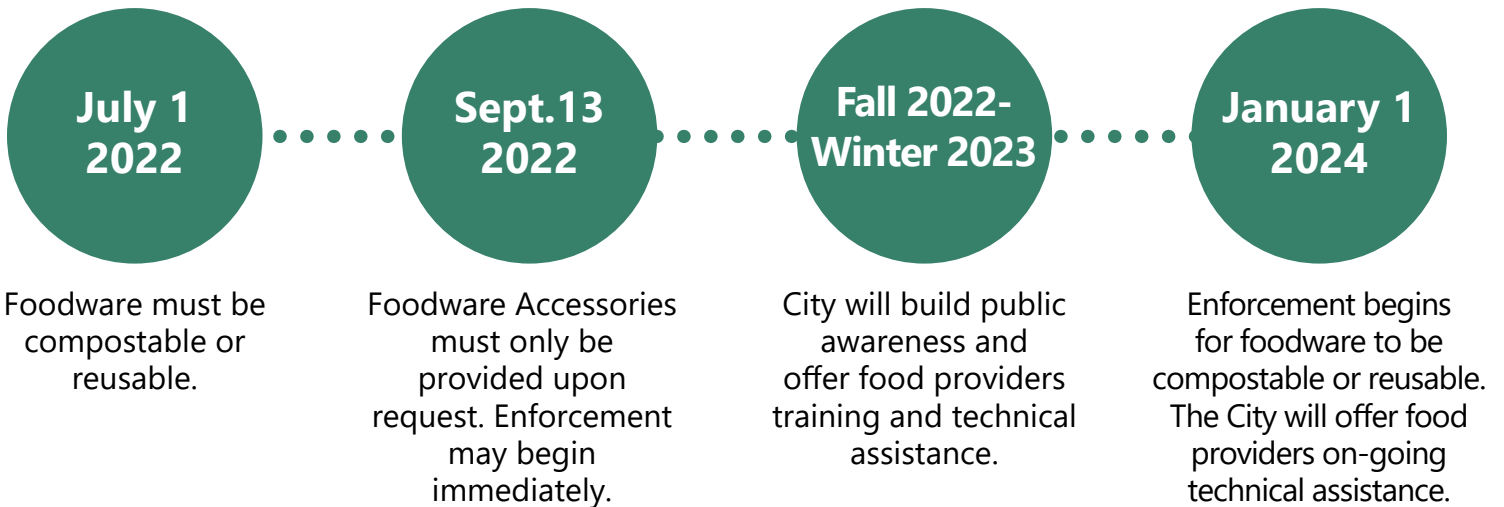 July 1
2022
Foodware must be
compostable or
reusable.
Sept.13
2022
Foodware Accessories
must only be
provided upon
request. Enforcement
may begin
immediately.
Fall 2022-
Winter 2023
City will build public
awareness and
offer food providers
training and technical
assistance.
January 1
2024
Enforcement begins
for foodware to be
compostable or reusable.
The City will offer food
providers on-going
technical assistance.